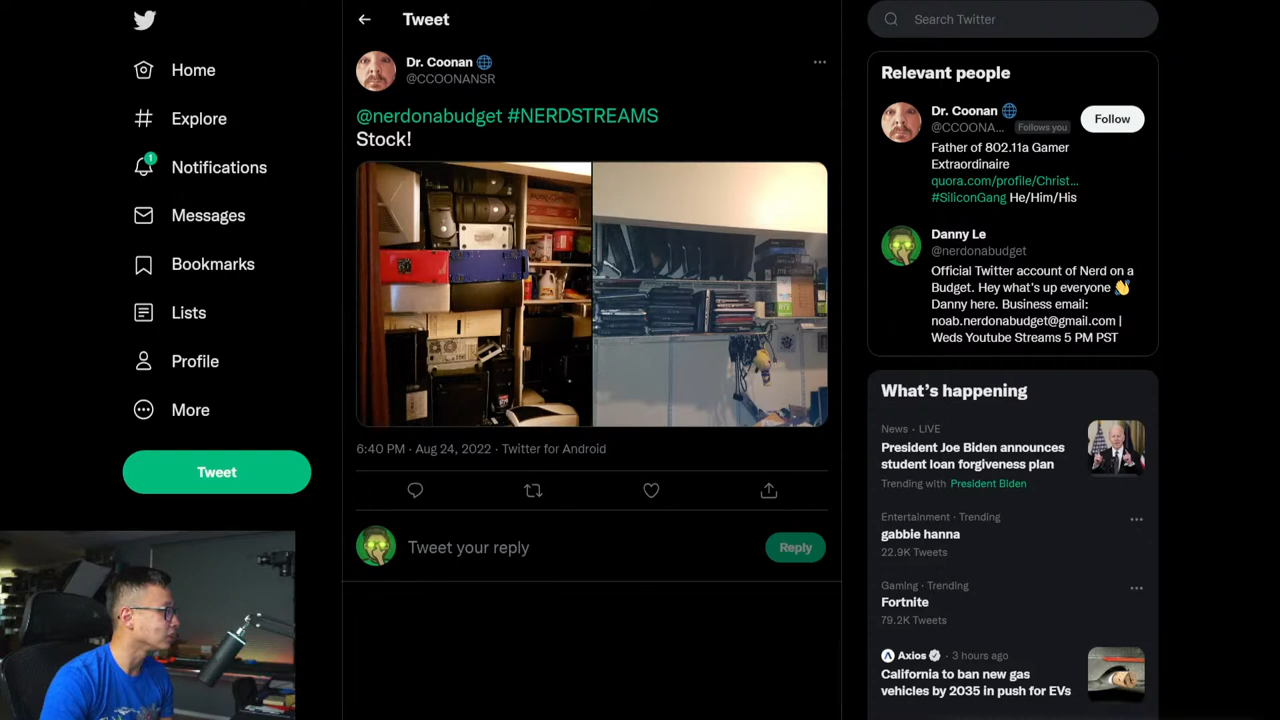 Home
Explore
1
Notifications
Messages
Bookmarks
Lists
Profile
More
Tweet
Tweet
Dr. Coonan
@CCOONANSR
@nerdonabudget #NERDSTREAMS
Stock!
6:40 PM · Aug 24, 2022 · Twitter for Android
Tweet your reply
Reply
Search Twitter
Relevant people
Dr. Coonan
@CCOONA... Follows you
Follow
Father of 802.11a Gamer
Extraordinaire
quora.com/profile/Christ...
#SiliconGang He/Him/His
Danny Le
@nerdonabudget
Official Twitter account of Nerd on a
Budget. Hey what's up everyone 👋
Danny here. Business email:
noab.nerdonabudget@gmail.com |
Weds Youtube Streams 5 PM PST
What's happening
News · LIVE
President Joe Biden announces
student loan forgiveness plan
Trending with President Biden
Entertainment · Trending
gabbie hanna
22.9K Tweets
Gaming · Trending
Fortnite
79.2K Tweets
Axios · 3 hours ago
California to ban new gas
vehicles by 2035 in push for EVs